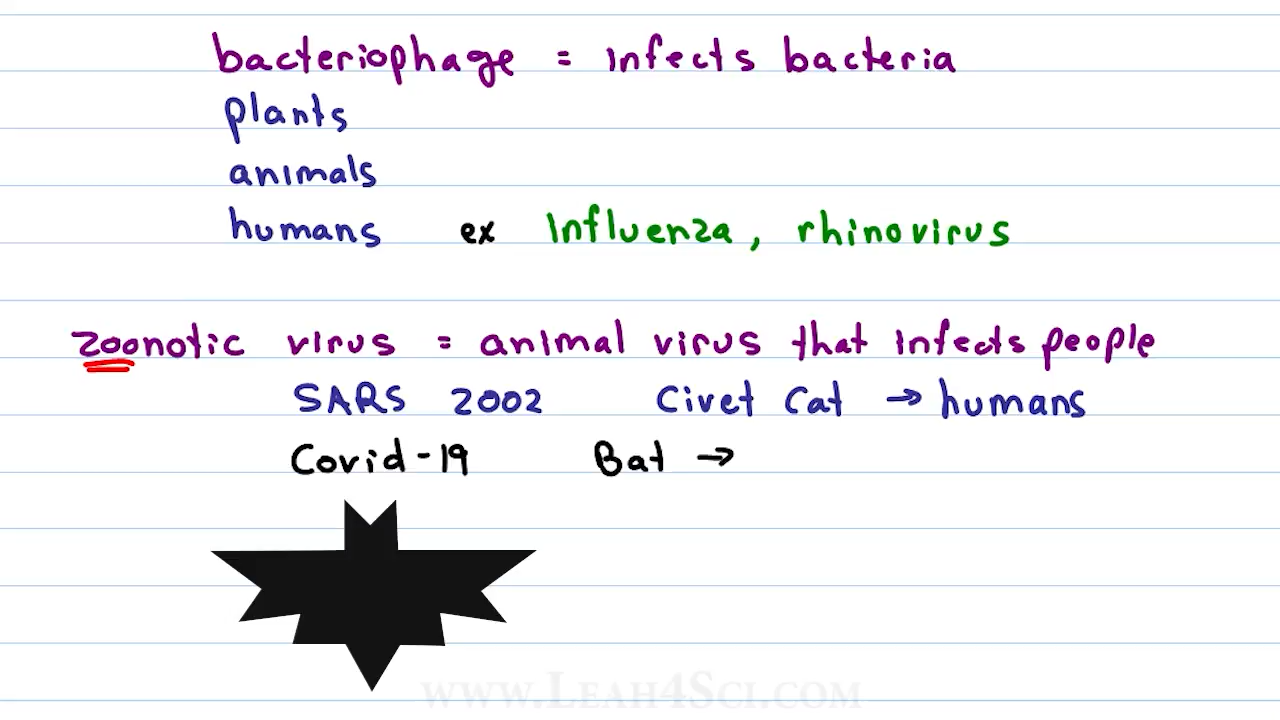 bacteriophage = infects bacteria
plants
animals
humans ex Influenza, rhinovirus
zoonotic virus = animal virus that infects people
SARS 2002 Civet Cat → humans
Covid-19 Bat →
www.Leah4Sci.com